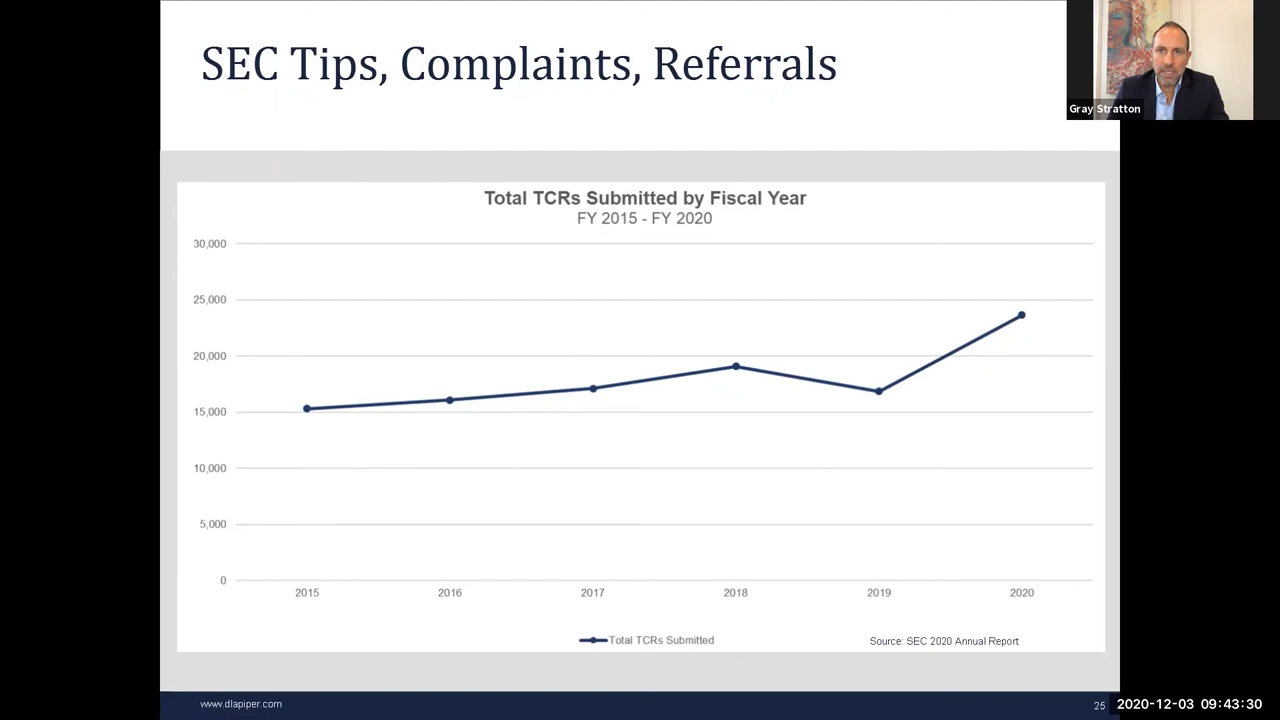 SEC Tips, Complaints, Referrals
Gray Stratton
Total TCRs Submitted by Fiscal Year
FY 2015 - FY 2020
30,000
25,000
20,000
15,000
10,000
5,000
0
2015 2016 2017 2018 2019 2020
Total TCRs Submitted
Source: SEC 2020 Annual Report
www.dlapiper.com
25
2020-12-03 09:43:30